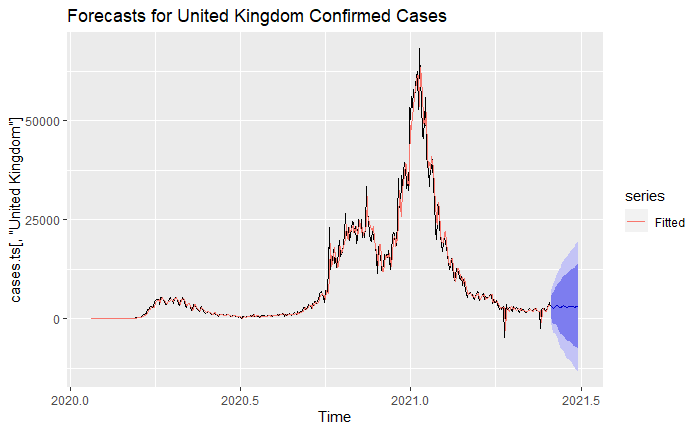 Forecasts for United Kingdom Confirmed Cases
cases.ts[, "United Kingdom"]
50000
25000
0
2020.0
2020.5
2021.0
2021.5
Time
series
Fitted